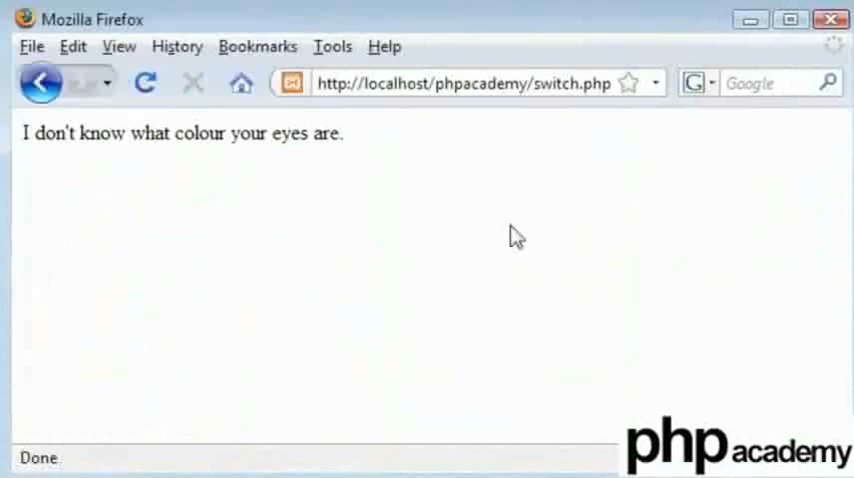 Mozilla Firefox
File Edit View History Bookmarks Tools Help
http://localhost/phpacademy/switch.php G Google
I don't know what colour your eyes are.
Done
php academy